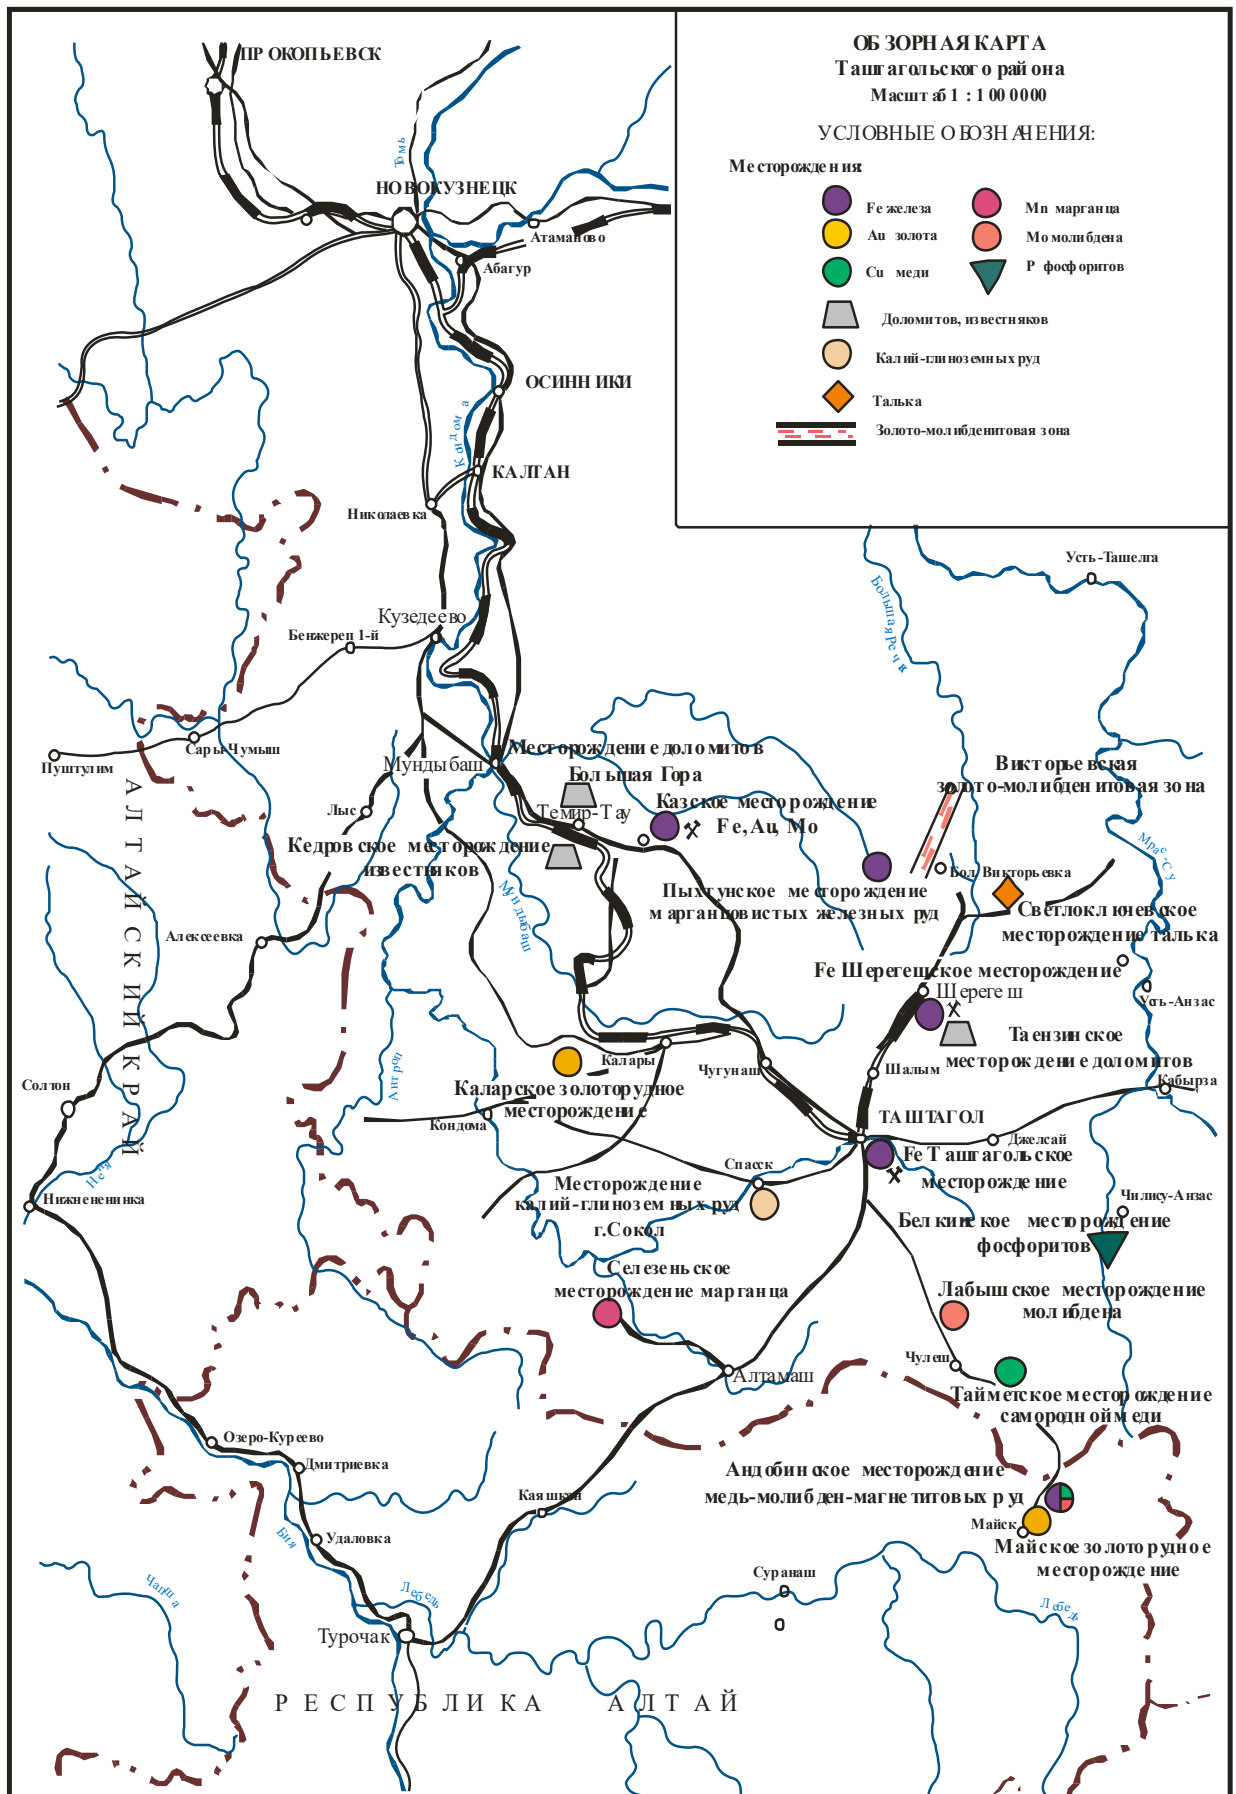 ОБЗОРНАЯ КАРТА
Таштагольского района
Масштаб 1 : 1 00 0000
УСЛОВНЫЕ ОБОЗНАЧЕНИЯ:
Месторождения:
Fe железа
Mn марганца
Au золота
Mo молибдена
Cu меди
P фосфоритов
Доломитов, известняков
Калий-глиноземных руд
Талька
Золото-молибденитовая зона
ПРОКОПЬЕВСК
Томь
НОВОКУЗНЕЦК
Атаманово
Абагур
ОСИННИКИ
Кондома
КАЛТАН
Николаевка
Усть-Ташелга
Большая Речка
Кузедеево
Бенжереп 1-й
Сары-Чумыш
Пуштулим
Мундыбаш
Месторождение доломитов
Большая Гора
Темир-Тау
Казское месторождение
Fe, Au, Mo
Викторьевская
золото-молибденитовая зона
Лыс
Кедровское месторождение
известняков
Мрас-Су
Бол. Викторьевка
Пыхтунское месторождение
марганцовистых железных руд
Мундыбаш
Светлоключевское
месторождение талька
Алексеевка
АЛТАЙСКИЙ КРАЙ
Fe Шерегешское месторождение
Шерегеш
Усть-Анзас
Таензинское
месторождение доломитов
Антроп
Калары
Чугунаш
Шалым
Кабырза
Солтон
Каларское золоторудное
месторождение
Кондома
ТАШТАГОЛ
Джелсай
Fe Таштагольское
месторождение
Спасск
Неня
Нижнененинка
Месторождение
калий-глиноземных руд
г.Сокол
Чилису-Анзас
Белкинское месторождение
фосфоритов
Селезеньское
месторождение марганца
Лабышское месторождение
молибдена
Чулеш
Алтамаш
Тайметское месторождение
самородной меди
Озеро-Куреево
Дмитриевка
Андобинское месторождение
медь-молибден-магнетитовых руд
Каяшкан
Майск
Майское золоторудное
месторождение
Удаловка
Бия
Чапша
Лебедь
Суранаш
Лебедь
Турочак
РЕСПУБЛИКА АЛТАЙ